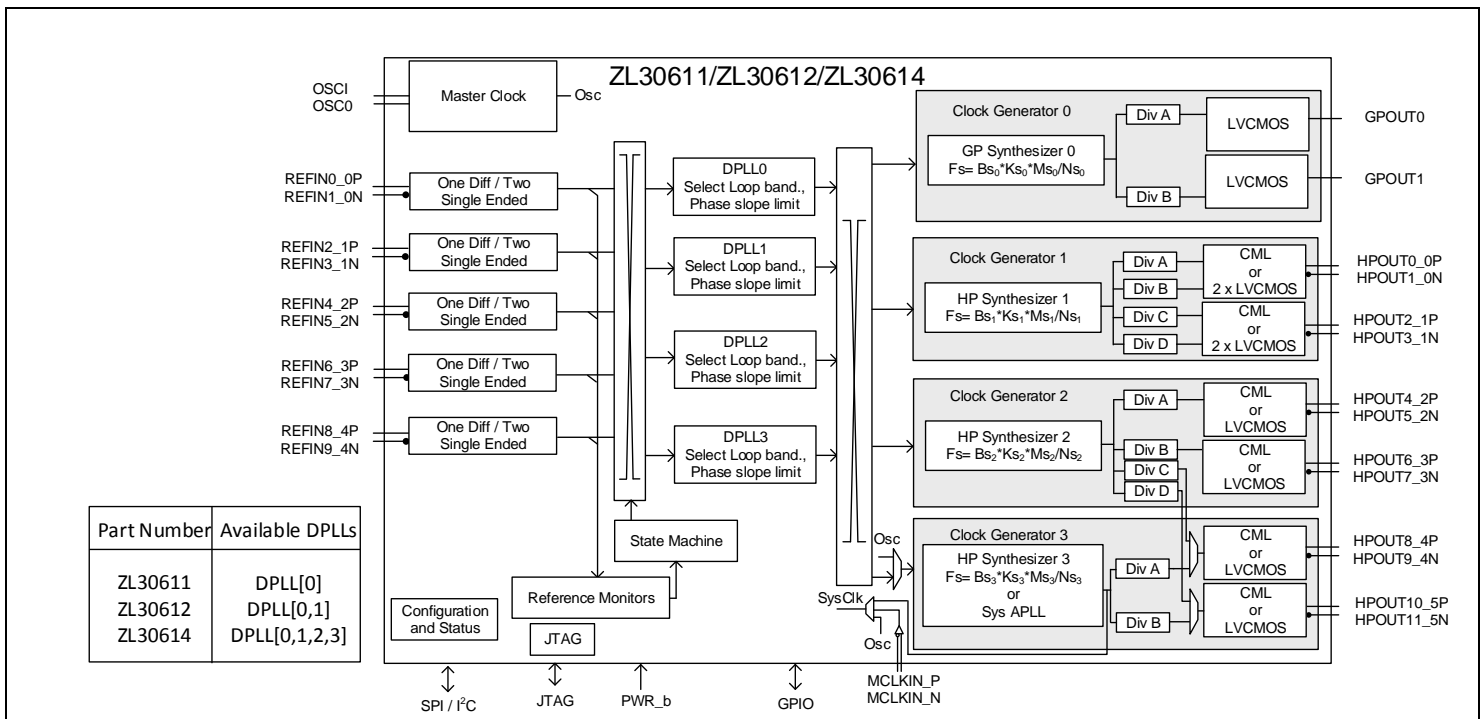 ZL30611/ZL30612/ZL30614
OSCI
OSC0
Master Clock
Osc
REFIN0_0P
REFIN1_0N
One Diff / Two
Single Ended
REFIN2_1P
REFIN3_1N
One Diff / Two
Single Ended
REFIN4_2P
REFIN5_2N
One Diff / Two
Single Ended
REFIN6_3P
REFIN7_3N
One Diff / Two
Single Ended
REFIN8_4P
REFIN9_4N
One Diff / Two
Single Ended
DPLL0
Select Loop band.,
Phase slope limit
DPLL1
Select Loop band.,
Phase slope limit
DPLL2
Select Loop band.,
Phase slope limit
DPLL3
Select Loop band.,
Phase slope limit
State Machine
Reference Monitors
Configuration
and Status
JTAG
Clock Generator 0
GP Synthesizer 0
Fs= Bs₀*Ks₀*Ms₀/Ns₀
Div A
Div B
LVCMOS
LVCMOS
GPOUT0
GPOUT1
Clock Generator 1
HP Synthesizer 1
Fs= Bs₁*Ks₁*Ms₁/Ns₁
Div A
Div B
Div C
Div D
CML
or
2 x LVCMOS
CML
or
2 x LVCMOS
HPOUT0_0P
HPOUT1_0N
HPOUT2_1P
HPOUT3_1N
Clock Generator 2
HP Synthesizer 2
Fs= Bs₂*Ks₂*Ms₂/Ns₂
Div A
Div B
Div C
Div D
CML
or
LVCMOS
CML
or
LVCMOS
HPOUT4_2P
HPOUT5_2N
HPOUT6_3P
HPOUT7_3N
Osc
Clock Generator 3
HP Synthesizer 3
Fs= Bs₃*Ks₃*Ms₃/Ns₃
or
Sys APLL
Div A
Div B
CML
or
LVCMOS
CML
or
LVCMOS
HPOUT8_4P
HPOUT9_4N
HPOUT10_5P
HPOUT11_5N
SysClk
Osc
MCLKIN_P
MCLKIN_N
SPI / I²C
JTAG
PWR_b
GPIO
Part Number Available DPLLs
ZL30611 DPLL[0]
ZL30612 DPLL[0,1]
ZL30614 DPLL[0,1,2,3]